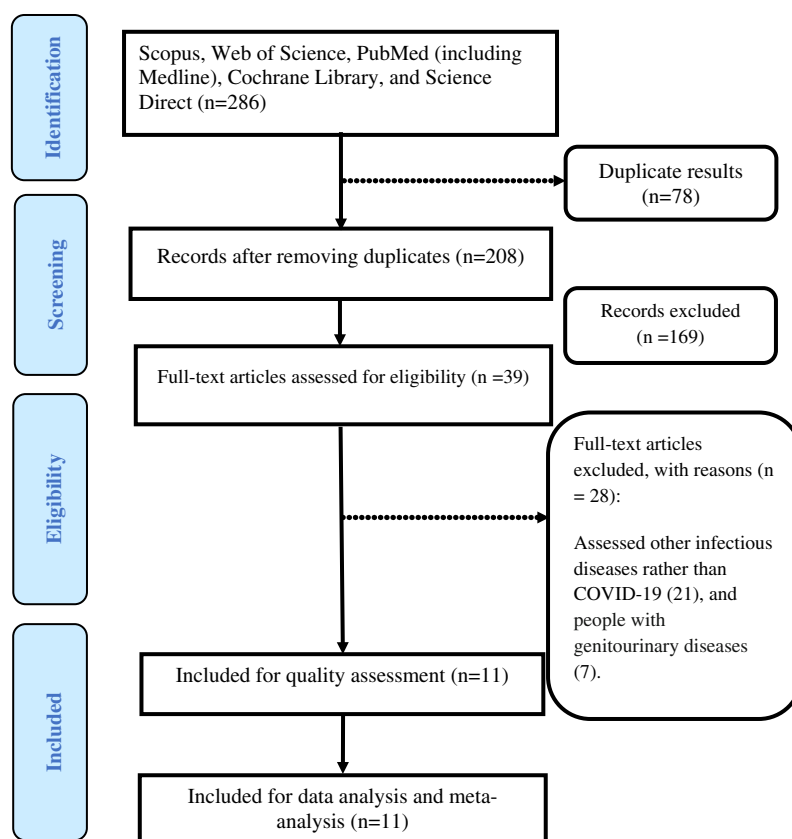 Identification
Scopus, Web of Science, PubMed (including
Medline), Cochrane Library, and Science
Direct (n=286)
Duplicate results
(n=78)
Screening
Records after removing duplicates (n=208)
Records excluded
(n =169)
Full-text articles assessed for eligibility (n =39)
Eligibility
Full-text articles
excluded, with reasons (n
= 28):
Assessed other infectious
diseases rather than
COVID-19 (21), and
people with
genitourinary diseases
(7).
Included
Included for quality assessment (n=11)
Included for data analysis and meta-
analysis (n=11)